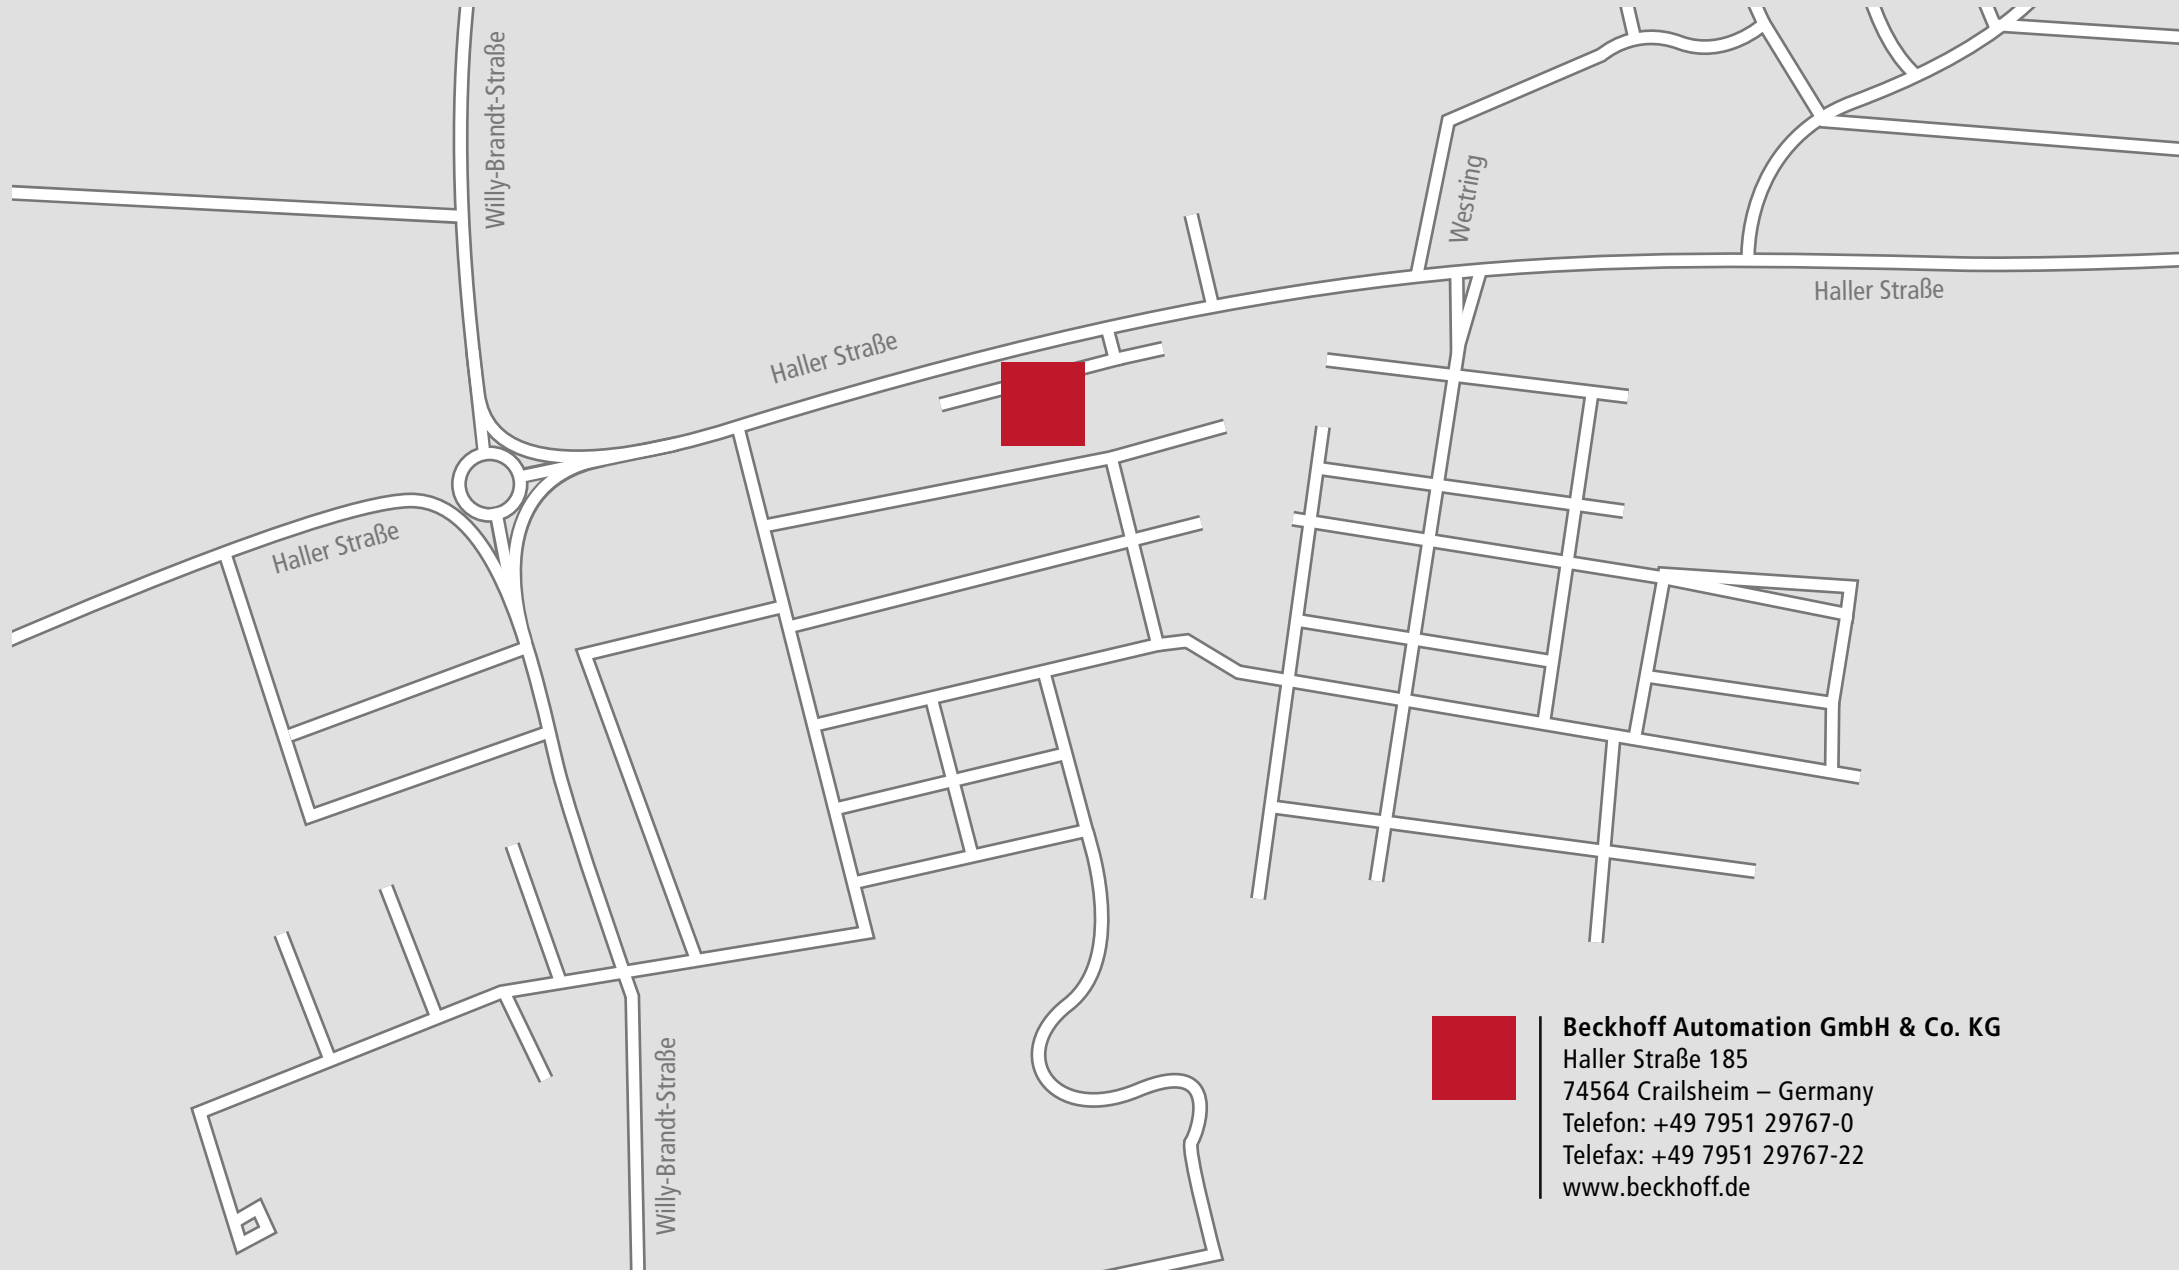 Willy-Brandt-Straße
Westring
Haller Straße
Haller Straße
Haller Straße
Willy-Brandt-Straße
Beckhoff Automation GmbH & Co. KG
Haller Straße 185
74564 Crailsheim – Germany
Telefon: +49 7951 29767-0
Telefax: +49 7951 29767-22
www.beckhoff.de